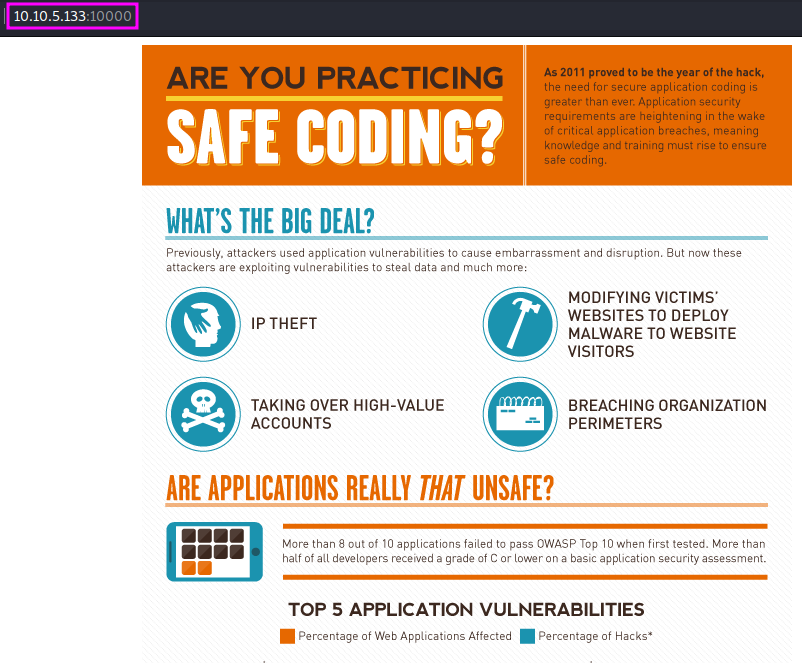 10.10.5.133:10000
ARE YOU PRACTICING
SAFE CODING?
As 2011 proved to be the year of the hack,
the need for secure application coding is
greater than ever. Application security
requirements are heightening in the wake
of critical application breaches, meaning
knowledge and training must rise to ensure
safe coding.
WHAT'S THE BIG DEAL?
Previously, attackers used application vulnerabilities to cause embarrassment and disruption. But now these
attackers are exploiting vulnerabilities to steal data and much more:
IP THEFT
MODIFYING VICTIMS'
WEBSITES TO DEPLOY
MALWARE TO WEBSITE
VISITORS
TAKING OVER HIGH-VALUE
ACCOUNTS
BREACHING ORGANIZATION
PERIMETERS
ARE APPLICATIONS REALLY THAT UNSAFE?
More than 8 out of 10 applications failed to pass OWASP Top 10 when first tested. More than
half of all developers received a grade of C or lower on a basic application security assessment.
TOP 5 APPLICATION VULNERABILITIES
Percentage of Web Applications Affected
Percentage of Hacks*